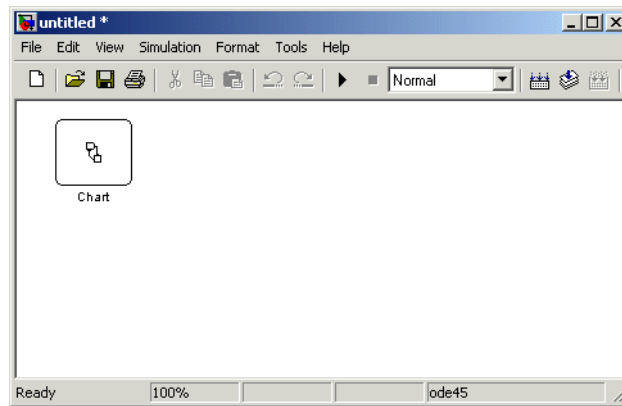 untitled *
File Edit View Simulation Format Tools Help
Normal
Chart
Ready 100% ode45